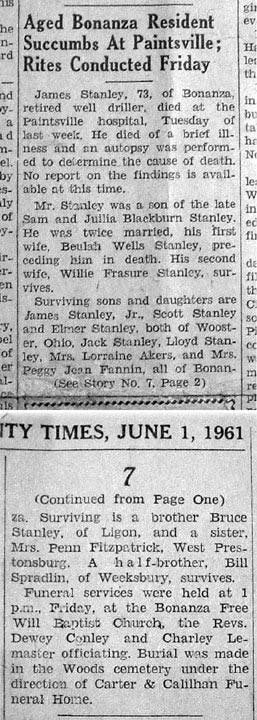 Aged Bonanza Resident
Succumbs At Paintsville;
Rites Conducted Friday
James Stanley, 73, of Bonanza,
retired well driller, died at the
Paintsville hospital, Tuesday of
last week. He died of a brief ill-
ness and an autopsy was perform-
ed to determine the cause of death.
No report on the findings is avail-
able at this time.
Mr. Stanley was a son of the late
Sam and Juilia Blackburn Stanley.
He was twice married, his first
wife, Beulah Wells Stanley, pre-
ceding him in death. His second
wife, Willie Frasure Stanley, sur-
vives.
Surviving sons and daughters are
James Stanley, Jr., Scott Stanley
and Elmer Stanley, both of Woost-
er, Ohio, Jack Stanley, Lloyd Stan-
ley, Mrs. Lorraine Akers, and Mrs.
Peggy Jean Fannin, all of Bonan-
(See Story No. 7, Page 2)
TY TIMES, JUNE 1, 1961
7
(Continued from Page One)
za. Surviving is a brother Bruce
Stanley, of Ligon, and a sister,
Mrs. Penn Fitzpatrick, West Pres-
tonsburg. A half-brother, Bill
Spradlin, of Weeksbury, survives.
Funeral services were held at 1
p.m., Friday, at the Bonanza Free
Will Baptist Church, the Revs.
Dewey Conley and Charley Le-
master officiating. Burial was made
in the Woods cemetery under the
direction of Carter & Calilhan Fu-
neral Home.